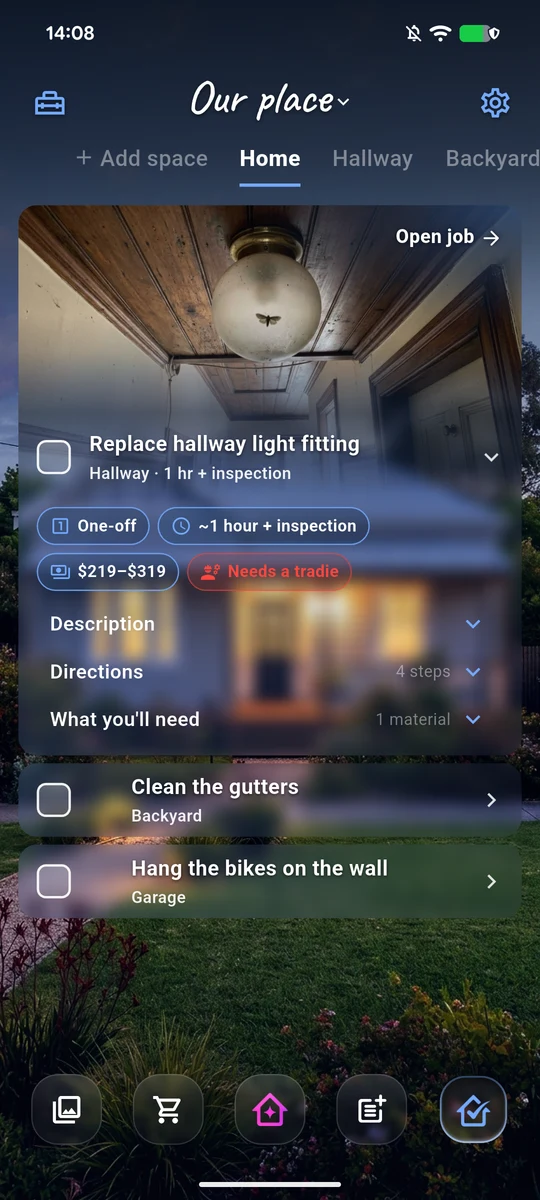 14:08
Our place
+ Add space Home Hallway Backyard
Open job →
Replace hallway light fitting
Hallway · 1 hr + inspection
One-off ~1 hour + inspection
$219–$319 Needs a tradie
Description
Directions 4 steps
What you'll need 1 material
Clean the gutters
Backyard
Hang the bikes on the wall
Garage